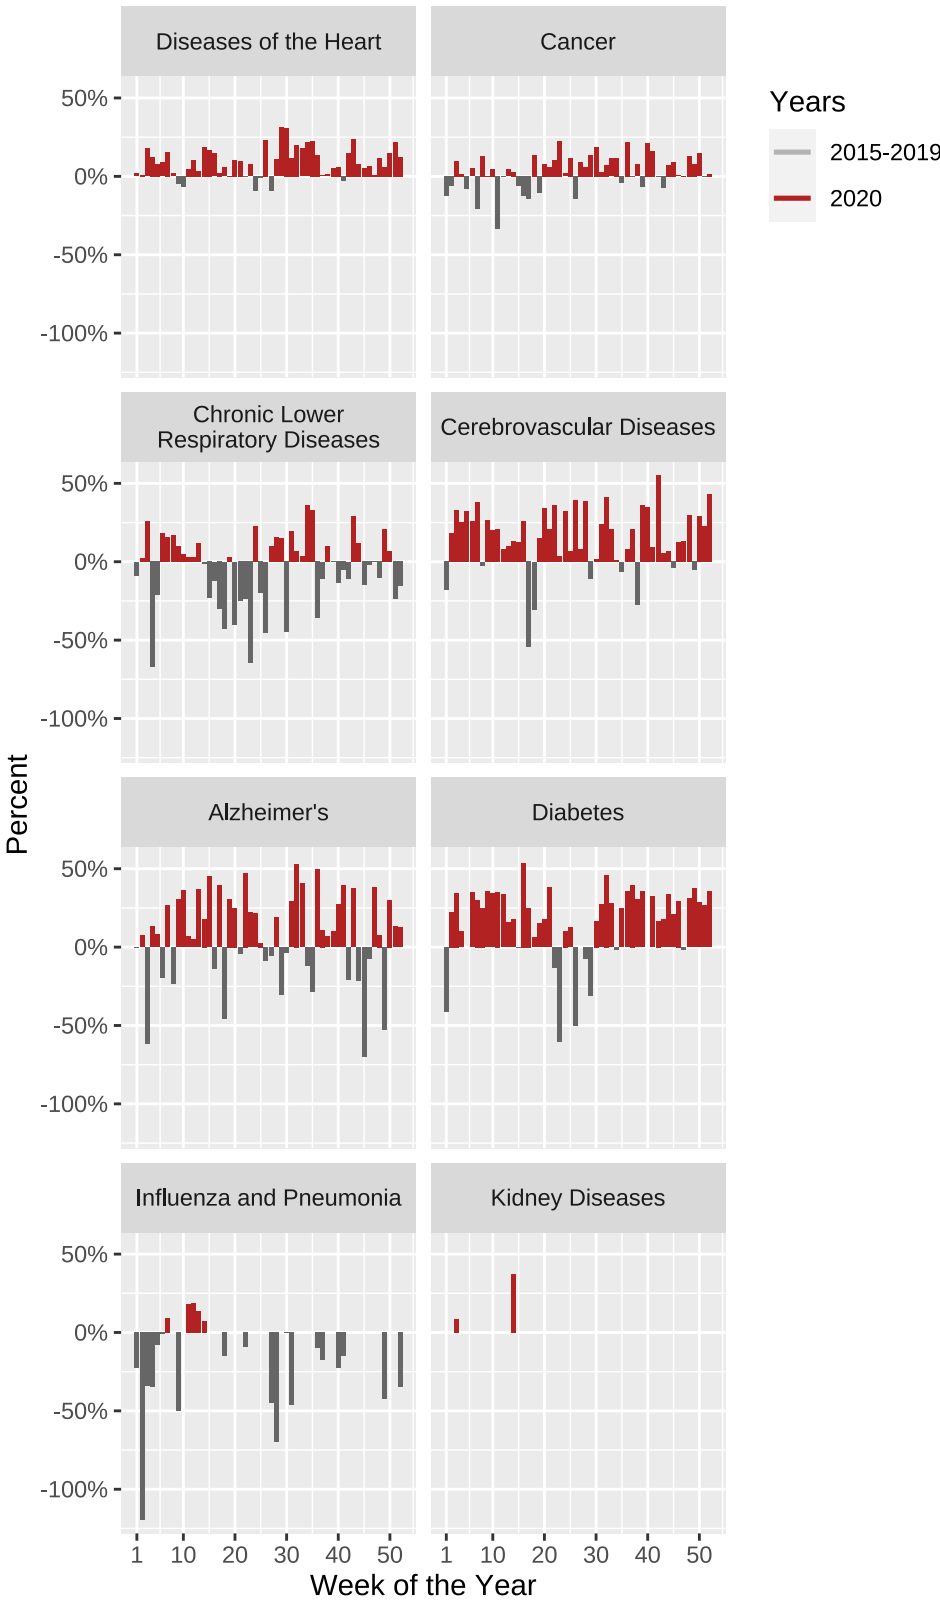 Diseases of the Heart
Cancer
50%
0%
-50%
-100%
Years
2015-2019
2020
Chronic Lower
Respiratory Diseases
Cerebrovascular Diseases
50%
0%
-50%
-100%
Alzheimer's
Diabetes
50%
0%
-50%
-100%
Influenza and Pneumonia
Kidney Diseases
50%
0%
-50%
-100%
1 10 20 30 40 50
1 10 20 30 40 50
Percent
Week of the Year